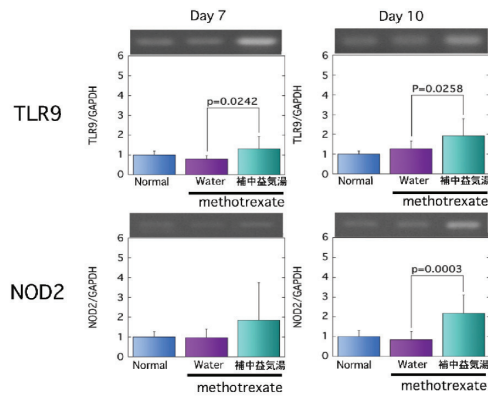 Day 7
Day 10
TLR9
TLR9/GAPDH
6
5
4
3
2
1
0
p=0.0242
Normal
Water
補中益気湯
methotrexate
TLR9/GAPDH
6
5
4
3
2
1
0
P=0.0258
Normal
Water
補中益気湯
methotrexate
NOD2
NOD2/GAPDH
6
5
4
3
2
1
0
Normal
Water
補中益気湯
methotrexate
NOD2/GAPDH
6
5
4
3
2
1
0
p=0.0003
Normal
Water
補中益気湯
methotrexate